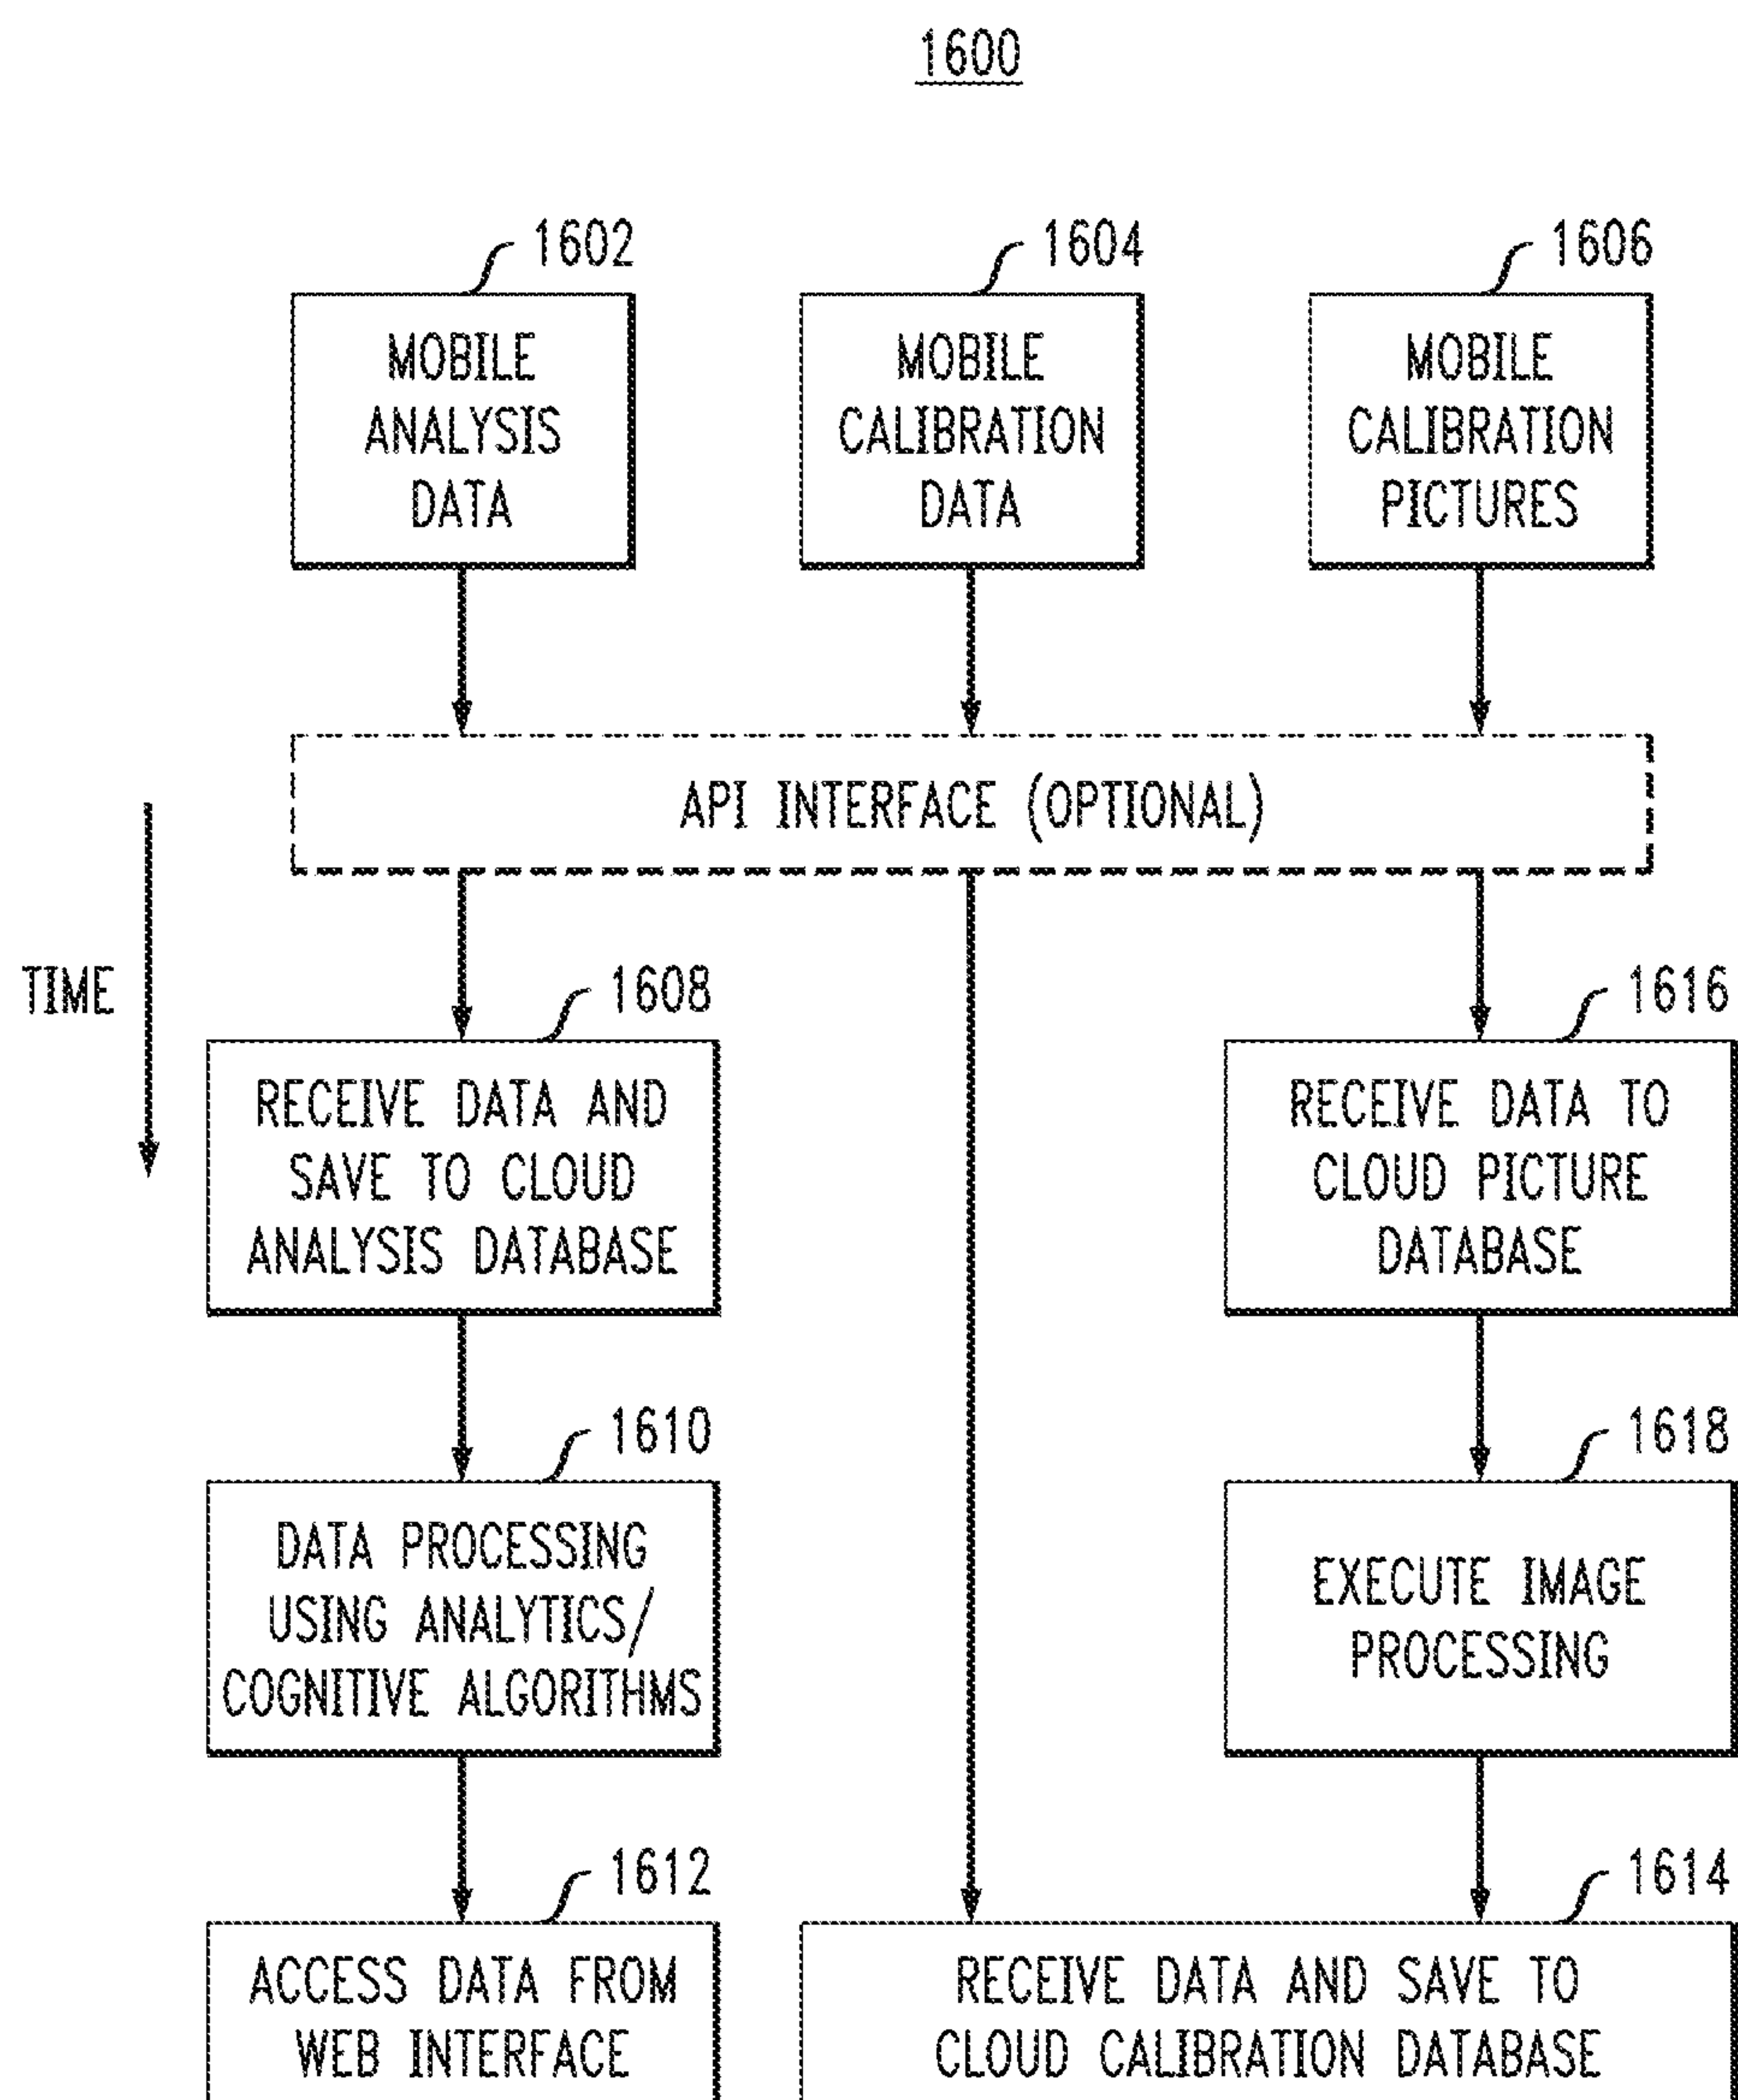 1600
1602
MOBILE
ANALYSIS
DATA
1604
MOBILE
CALIBRATION
DATA
1606
MOBILE
CALIBRATION
PICTURES
API INTERFACE (OPTIONAL)
TIME
1608
RECEIVE DATA AND
SAVE TO CLOUD
ANALYSIS DATABASE
1616
RECEIVE DATA TO
CLOUD PICTURE
DATABASE
1610
DATA PROCESSING
USING ANALYTICS/
COGNITIVE ALGORITHMS
1618
EXECUTE IMAGE
PROCESSING
1612
ACCESS DATA FROM
WEB INTERFACE
1614
RECEIVE DATA AND SAVE TO
CLOUD CALIBRATION DATABASE